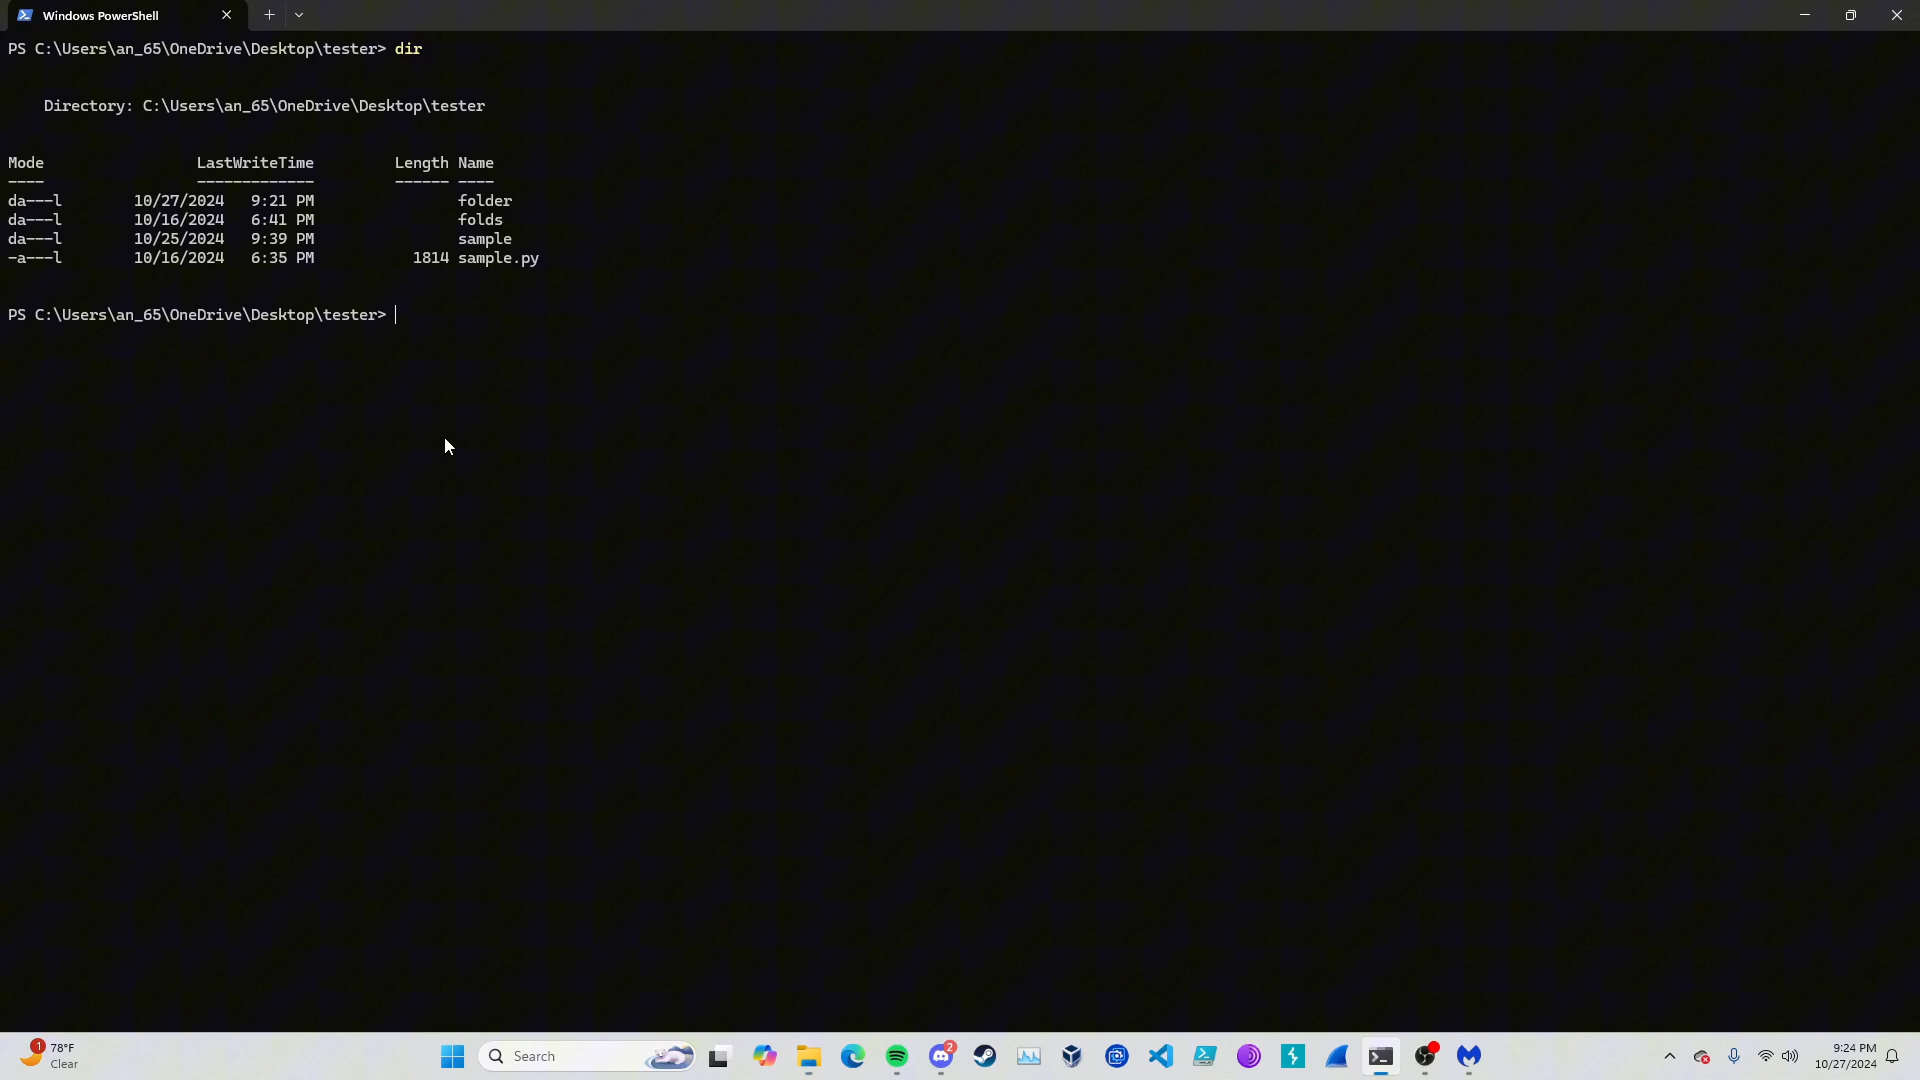 Windows PowerShell
PS C:\Users\an_65\OneDrive\Desktop\tester> dir
Directory: C:\Users\an_65\OneDrive\Desktop\tester
Mode LastWriteTime Length Name
---- ------------- ------ ----
da---l 10/27/2024 9:21 PM folder
da---l 10/16/2024 6:41 PM folds
da---l 10/25/2024 9:39 PM sample
-a---l 10/16/2024 6:35 PM 1814 sample.py
PS C:\Users\an_65\OneDrive\Desktop\tester>
1
78°F
Clear
Search
2
9:24 PM
10/27/2024